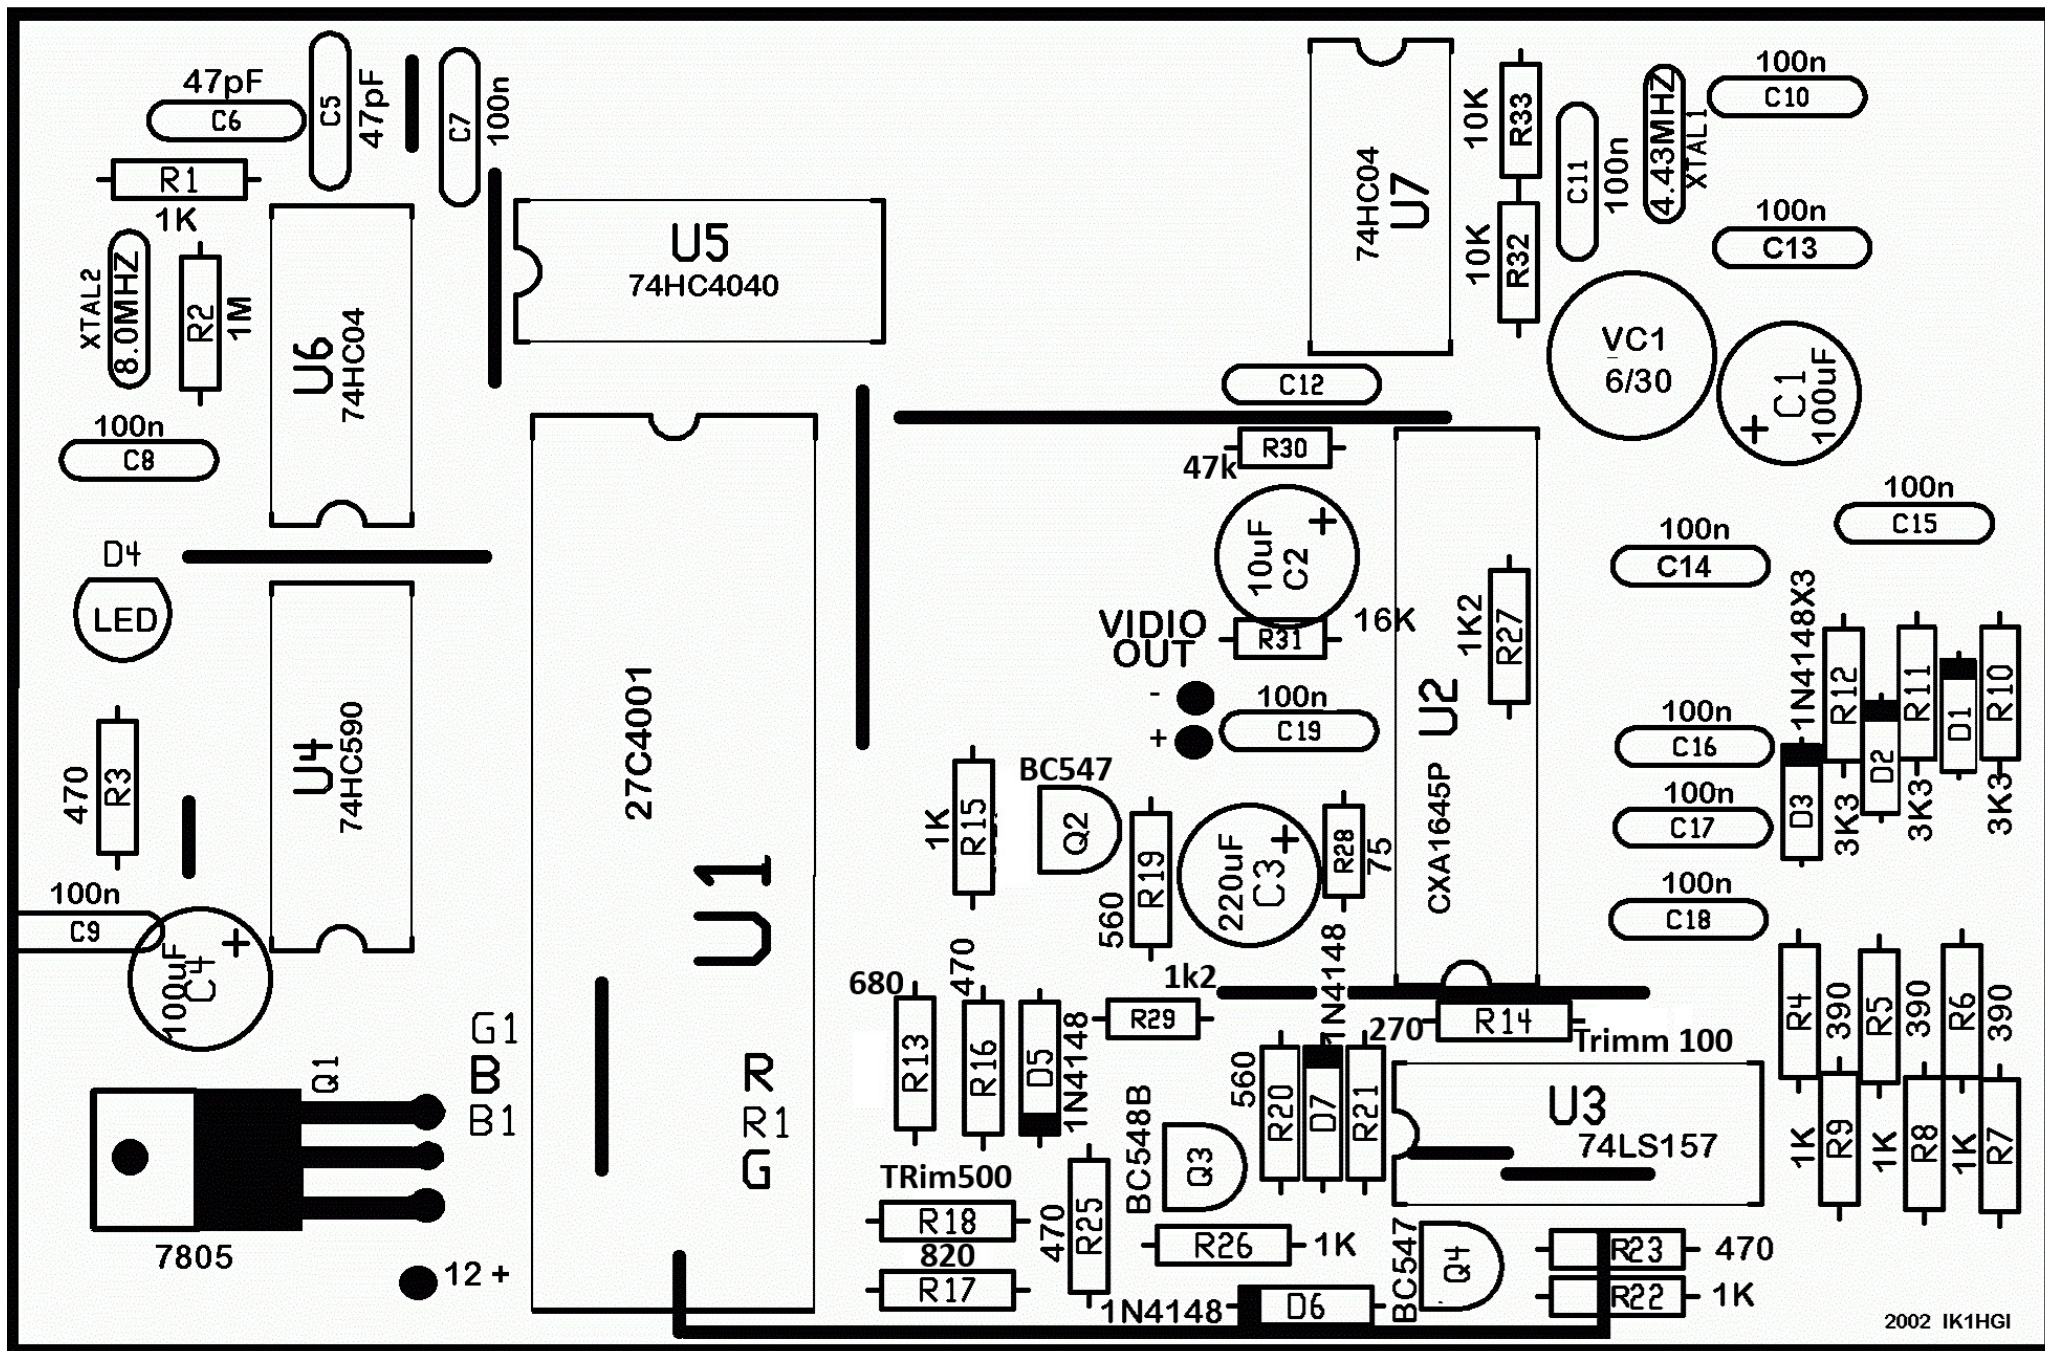 47pF
C6
C5
47pF
C7
100n
R1
1K
XTAL2
8.0MHZ
R2
1M
U6
74HC04
100n
C8
U5
74HC4040
U7
74HC04
10K
R33
10K
R32
C11
100n
4.43MHZ
XTAL1
100n
C10
100n
C13
VC1
6/30
+
C1
100uF
C12
R30
47k
+
10uF
C2
R31
16K
VIDIO
OUT
-
+
100n
C19
1K2
R27
U2
CXA1645P
100n
C15
100n
C14
100n
C16
100n
C17
100n
C18
1N4148X3
D3
R12
3K3
D2
R11
3K3
D1
R10
3K3
D4
LED
470
R3
U4
74HC590
100n
C9
+
100uF
C4
27C4001
U1
1K
R15
BC547
Q2
560
R19
+
220uF
C3
R28
75
680
R13
470
R16
D5
1N4148
1k2
R29
1N4148
270
R14
Trimm 100
560
R20
D7
R21
U3
74LS157
R4
390
R5
390
R6
390
1K
R9
1K
R8
1K
R7
Q1
7805
12 +
G1
B
B1
R
R1
G
TRim500
R18
820
R17
470
R25
BC548B
Q3
R26
1K
1N4148
D6
BC547
Q4
R23
470
R22
1K
2002 IK1HGI